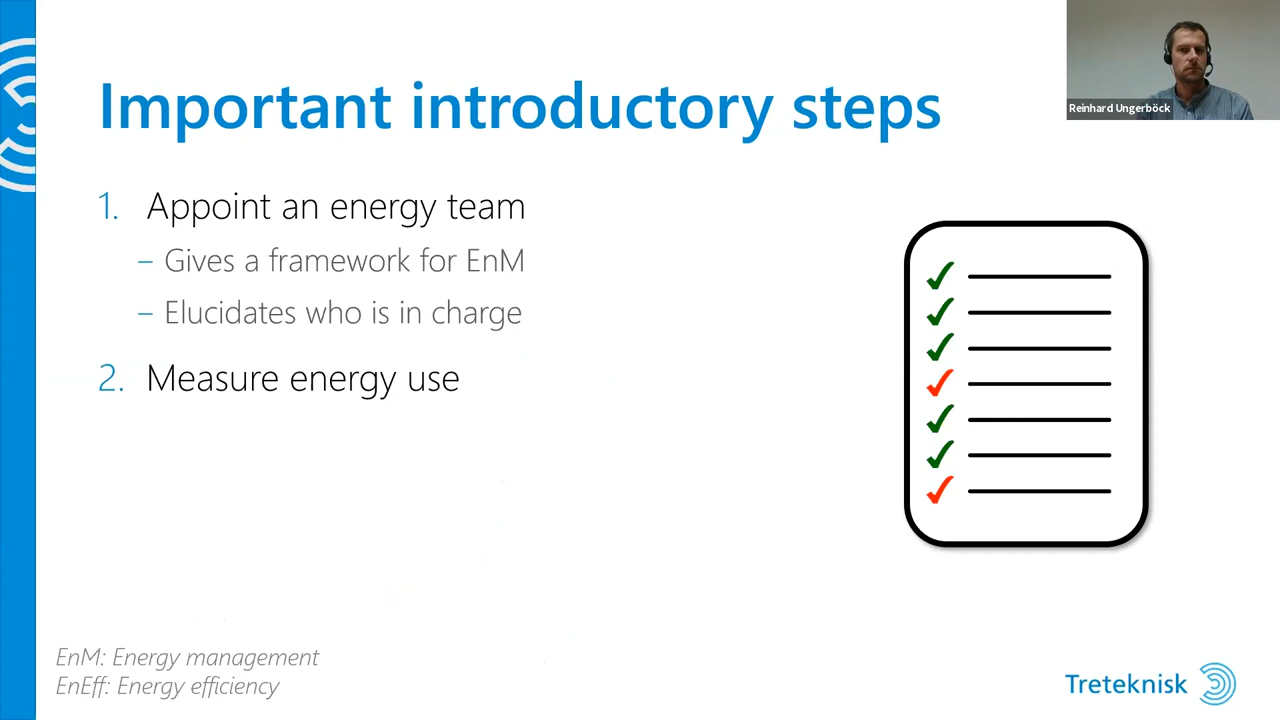 Important introductory steps
Reinhard Ungerböck
1. Appoint an energy team
– Gives a framework for EnM
– Elucidates who is in charge
2. Measure energy use
EnM: Energy management
EnEff: Energy efficiency
Treteknisk